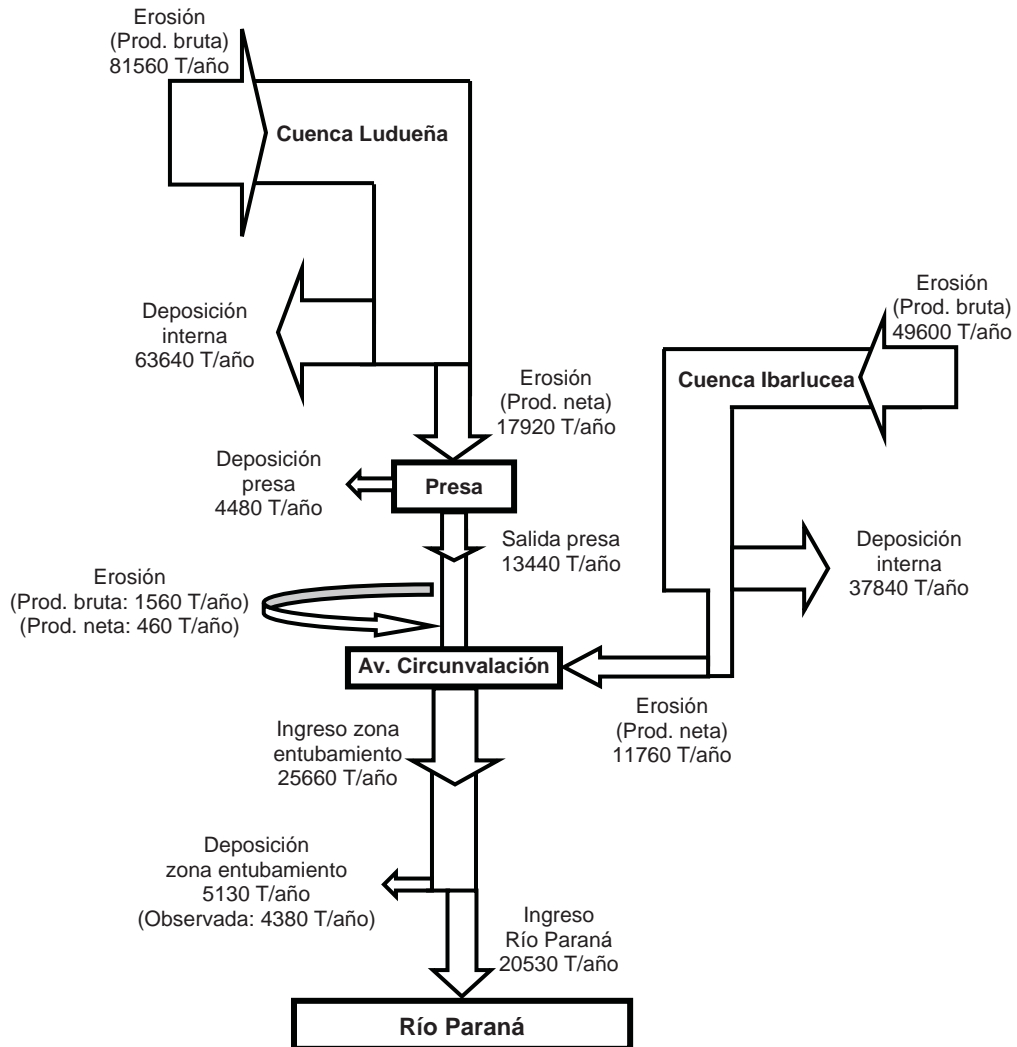 Erosión
(Prod. bruta)
81560 T/año
Cuenca Ludueña
Deposición
interna
63640 T/año
Erosión
(Prod. bruta)
49600 T/año
Cuenca Ibarlucea
Erosión
(Prod. neta)
17920 T/año
Deposición
presa
4480 T/año
Presa
Salida presa
13440 T/año
Deposición
interna
37840 T/año
Erosión
(Prod. bruta: 1560 T/año)
(Prod. neta: 460 T/año)
Av. Circunvalación
Erosión
(Prod. neta)
11760 T/año
Ingreso zona
entubamiento
25660 T/año
Deposición
zona entubamiento
5130 T/año
(Observada: 4380 T/año)
Ingreso
Río Paraná
20530 T/año
Río Paraná